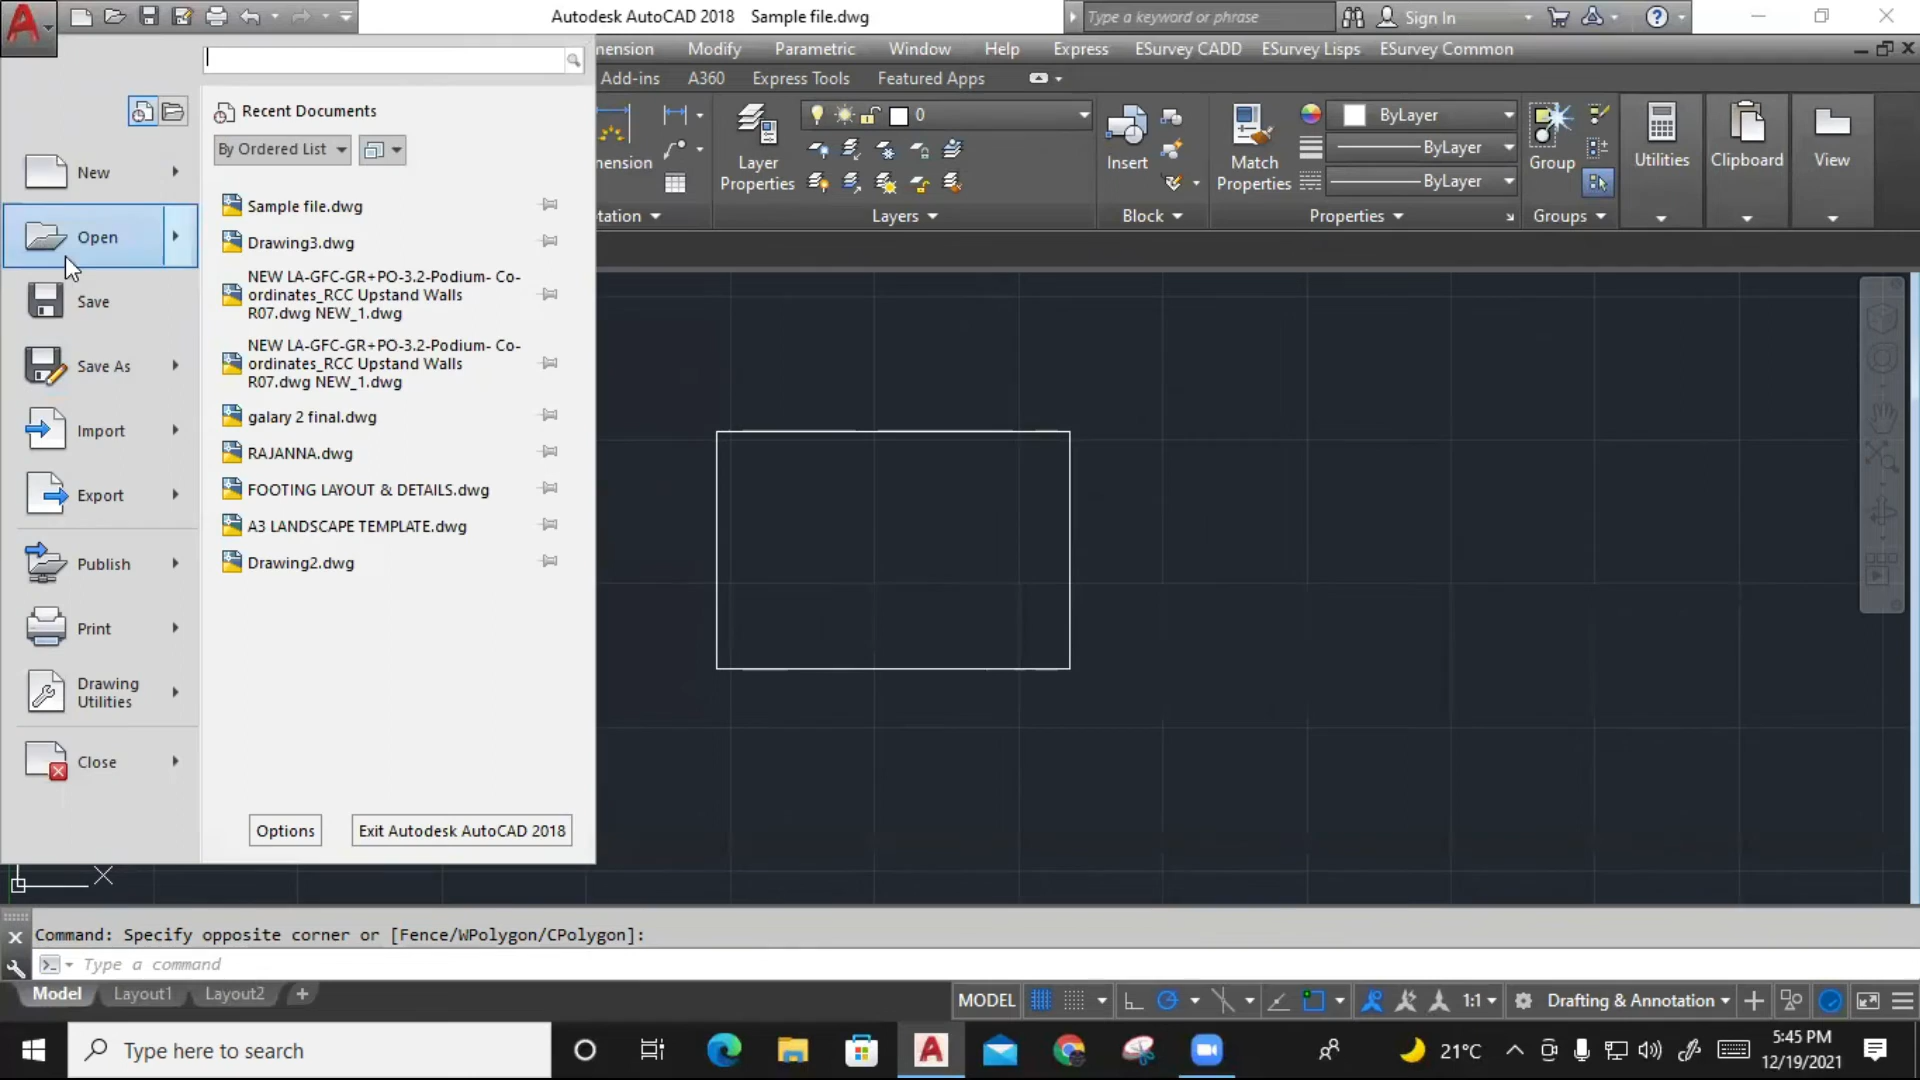 Autodesk AutoCAD 2018 Sample file.dwg
Type a keyword or phrase
Sign In
mension Modify Parametric Window Help Express ESurvey CADD ESurvey Lisps ESurvey Common
Add-ins A360 Express Tools Featured Apps
Recent Documents
By Ordered List
New
Open
Save
Save As
Import
Export
Publish
Print
Drawing
Utilities
Close
Sample file.dwg
Drawing3.dwg
NEW LA-GFC-GR+PO-3.2-Podium- Co-
ordinates_RCC Upstand Walls
R07.dwg NEW_1.dwg
NEW LA-GFC-GR+PO-3.2-Podium- Co-
ordinates_RCC Upstand Walls
R07.dwg NEW_1.dwg
galary 2 final.dwg
RAJANNA.dwg
FOOTING LAYOUT & DETAILS.dwg
A3 LANDSCAPE TEMPLATE.dwg
Drawing2.dwg
Options
Exit Autodesk AutoCAD 2018
mension
tation
Layer
Properties
0
Layers
Insert
Block
Match
Properties
ByLayer
ByLayer
ByLayer
Properties
Group
Groups
Utilities
Clipboard
View
Command: Specify opposite corner or [Fence/WPolygon/CPolygon]:
Type a command
Model Layout1 Layout2
MODEL
1:1
Drafting & Annotation
Type here to search
21°C
5:45 PM
12/19/2021